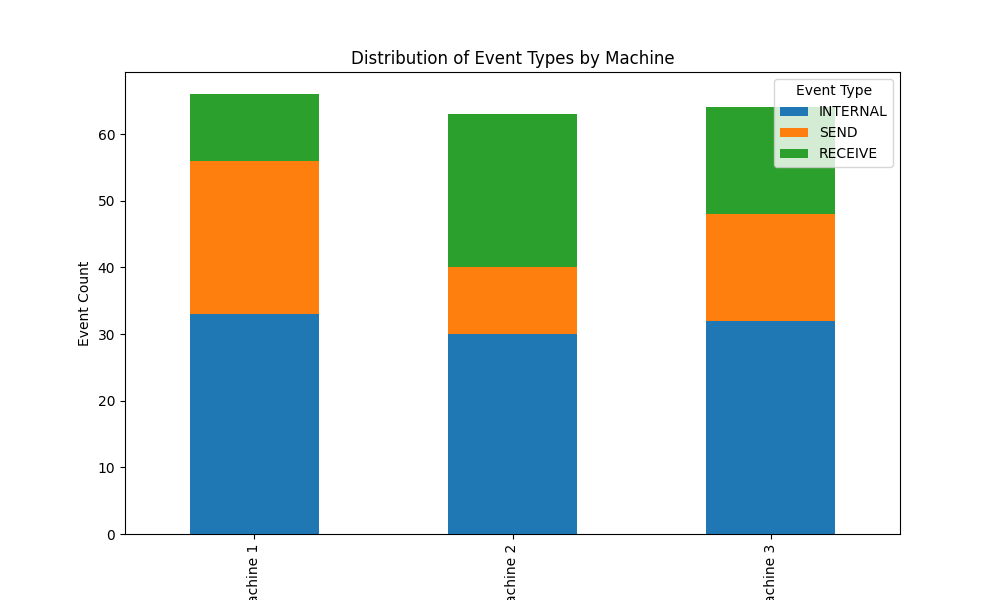 Distribution of Event Types by Machine
Event Type
INTERNAL
SEND
RECEIVE
Event Count
60
50
40
30
20
10
0
achine 1
achine 2
achine 3